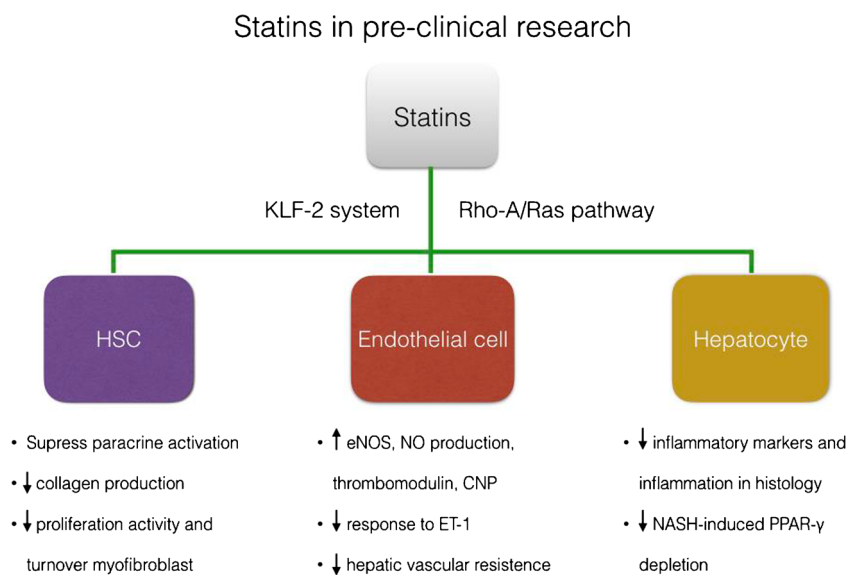 Statins in pre-clinical research
Statins
KLF-2 system
Rho-A/Ras pathway
HSC
Endothelial cell
Hepatocyte
• Supress paracrine activation
• ↓ collagen production
• ↓ proliferation activity and
turnover myofibroblast
• ↑ eNOS, NO production,
thrombomodulin, CNP
• ↓ response to ET-1
• ↓ hepatic vascular resistence
• ↓ inflammatory markers and
inflammation in histology
• ↓ NASH-induced PPAR-γ
depletion